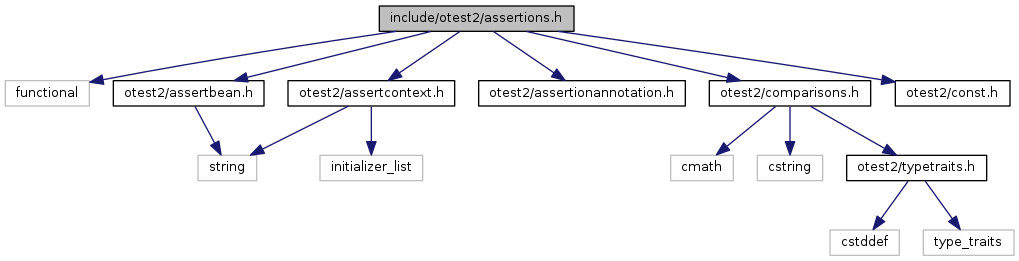 include/otest2/assertions.h
functional
otest2/assertbean.h
otest2/assertcontext.h
otest2/assertionannotation.h
otest2/comparisons.h
otest2/const.h
string
initializer_list
cmath
cstring
otest2/typetraits.h
cstddef
type_traits